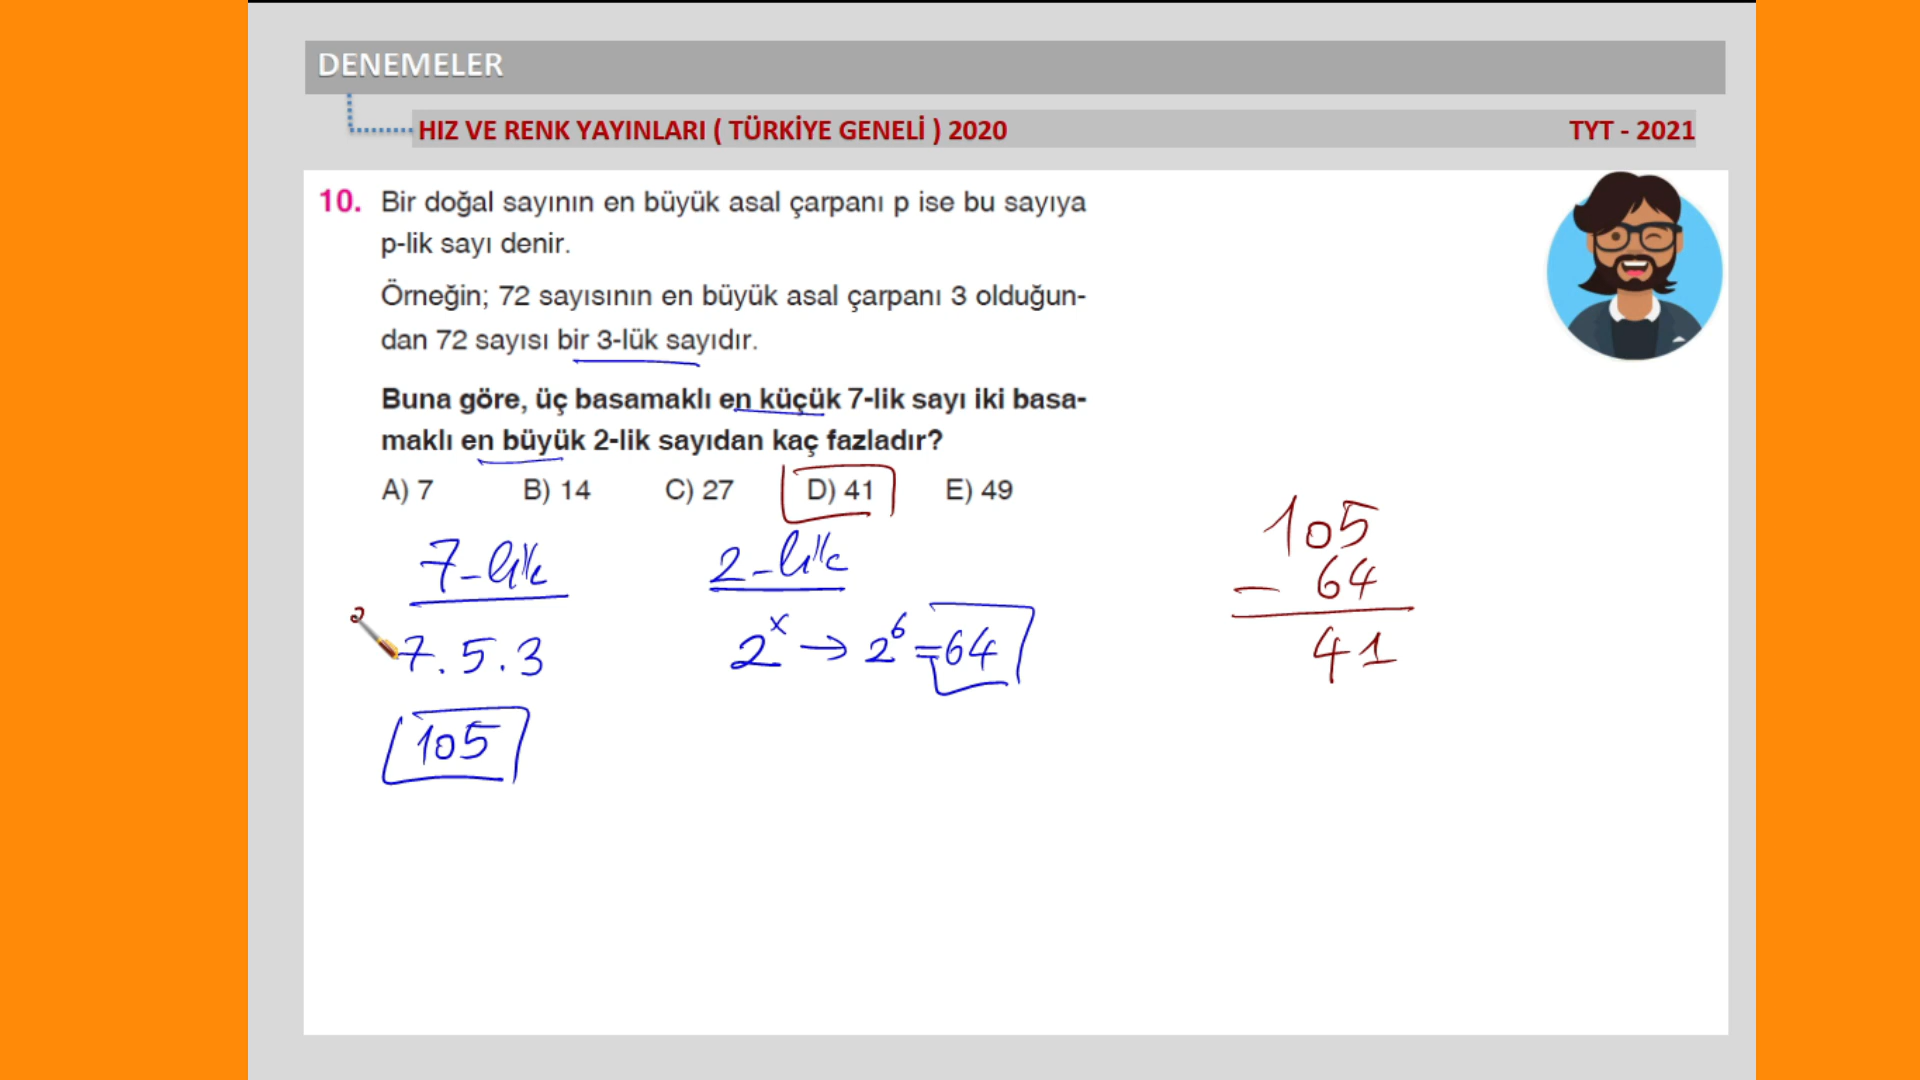 DENEMELER
HIZ VE RENK YAYINLARI ( TÜRKİYE GENELİ ) 2020 TYT - 2021
10. Bir doğal sayının en büyük asal çarpanı p ise bu sayıya
p-lik sayı denir.
Örneğin; 72 sayısının en büyük asal çarpanı 3 olduğun-
dan 72 sayısı bir 3-lük sayıdır.
Buna göre, üç basamaklı en küçük 7-lik sayı iki basa-
maklı en büyük 2-lik sayıdan kaç fazladır?
A) 7 B) 14 C) 27 D) 41 E) 49
7-lik
7.5.3
105
2-lik
2^x → 2^6 = 64
105
- 64
41